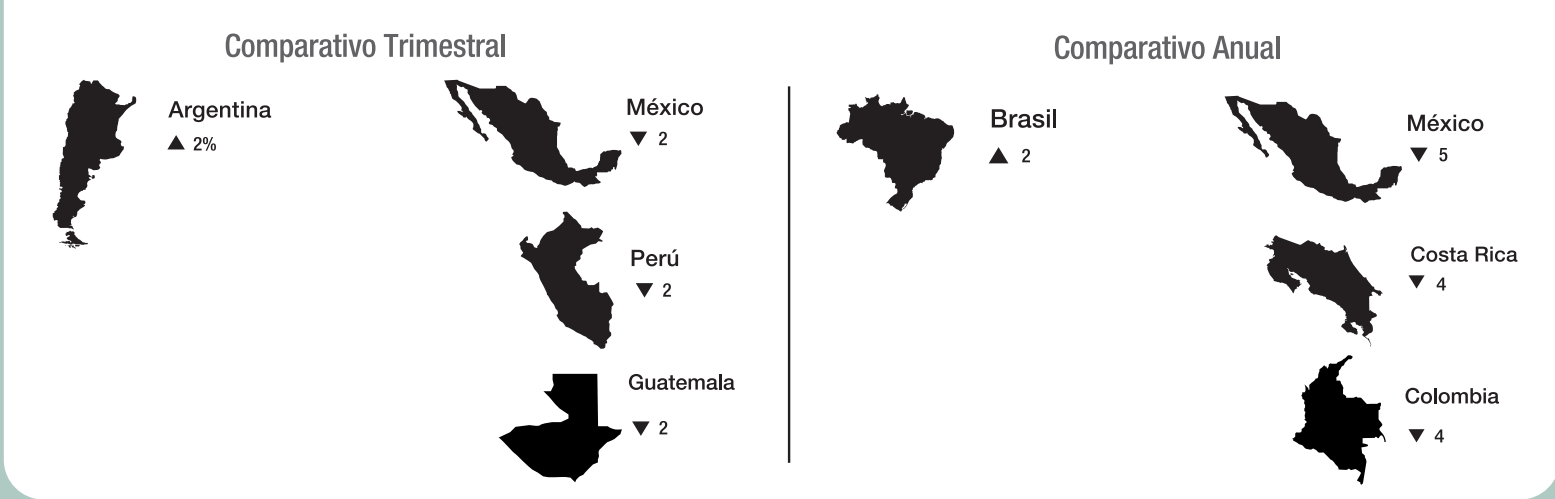 Comparativo Trimestral
Argentina
▲ 2%
México
▼ 2
Perú
▼ 2
Guatemala
▼ 2
Comparativo Anual
Brasil
▲ 2
México
▼ 5
Costa Rica
▼ 4
Colombia
▼ 4